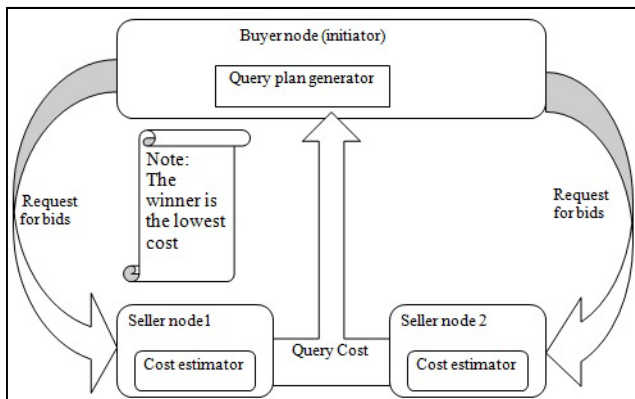 Buyer node (initiator)
Query plan generator
Note:
The
winner is
the lowest
cost
Request
for bids
Request
for bids
Seller node1
Cost estimator
Query Cost
Seller node 2
Cost estimator